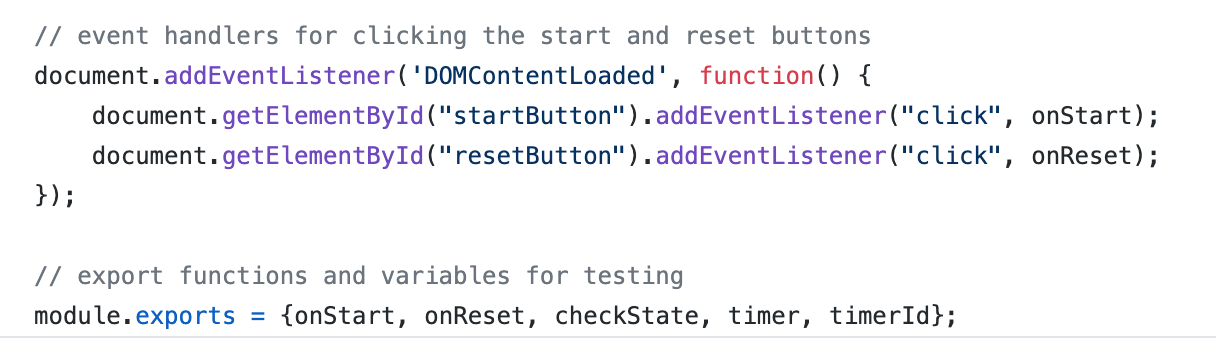 // event handlers for clicking the start and reset buttons
document.addEventListener('DOMContentLoaded', function() {
    document.getElementById("startButton").addEventListener("click", onStart);
    document.getElementById("resetButton").addEventListener("click", onReset);
});

// export functions and variables for testing
module.exports = {onStart, onReset, checkState, timer, timerId};